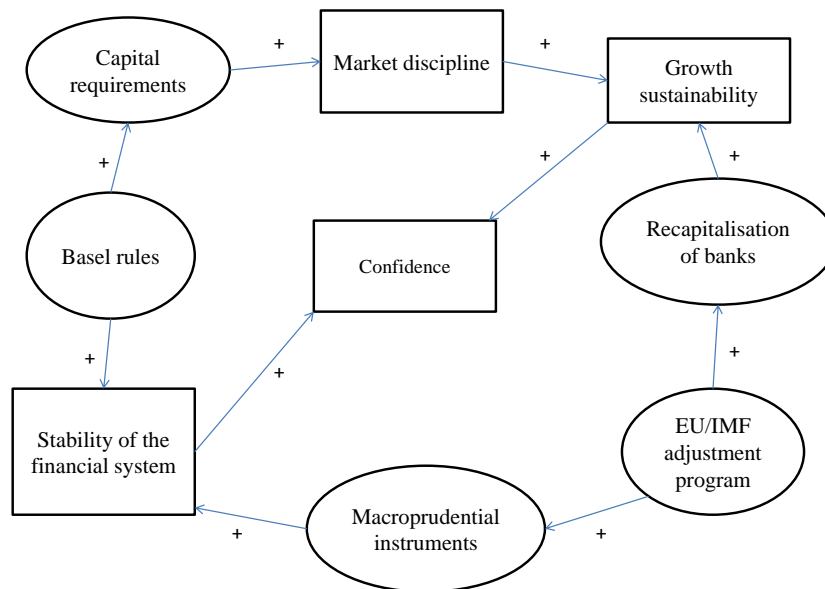 +
+
Capital
requirements
Market discipline
Growth
sustainability
+
+
+
Basel rules
Confidence
Recapitalisation
of banks
+
+
+
Stability of the
financial system
EU/IMF
adjustment
program
Macroprudential
instruments
+
+